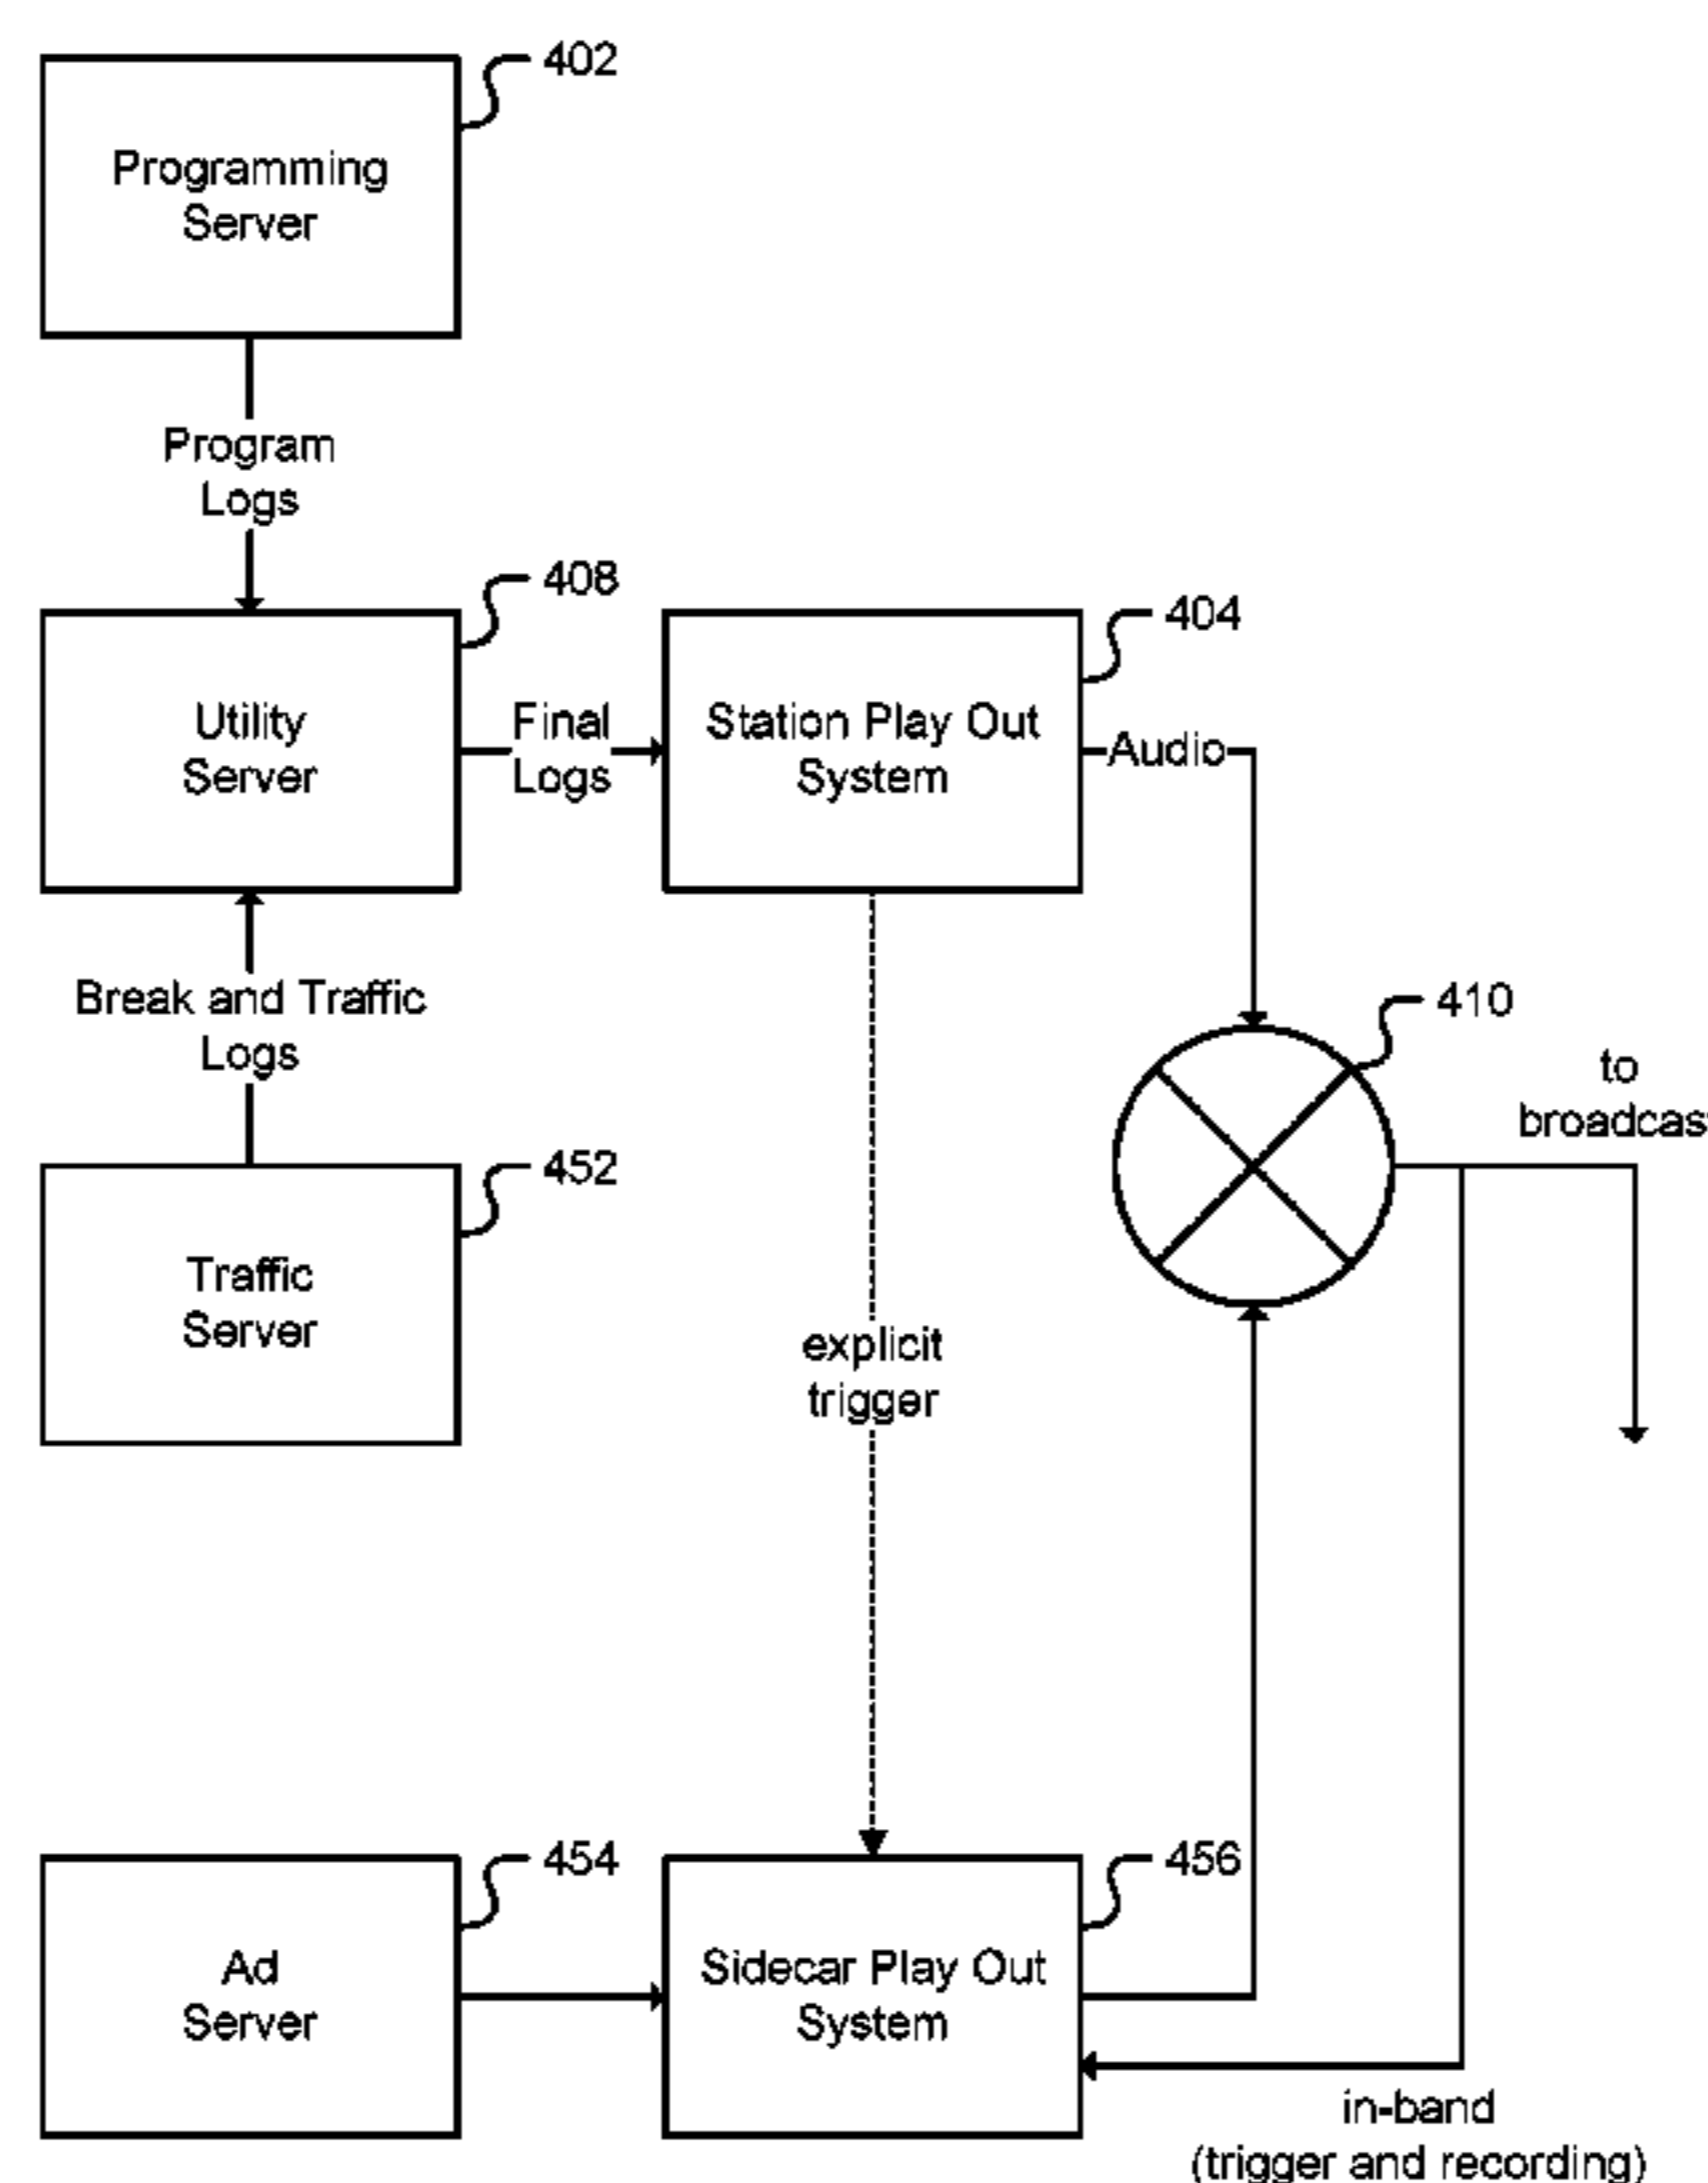 402
Programming
Server
Program
Logs
408
404
Utility
Server
Final
Logs
Station Play Out
System
Audio
Break and Traffic
Logs
410
to
broadcas
452
Traffic
Server
explicit
trigger
454
456
Ad
Server
Sidecar Play Out
System
in-band
(trigger and recording)